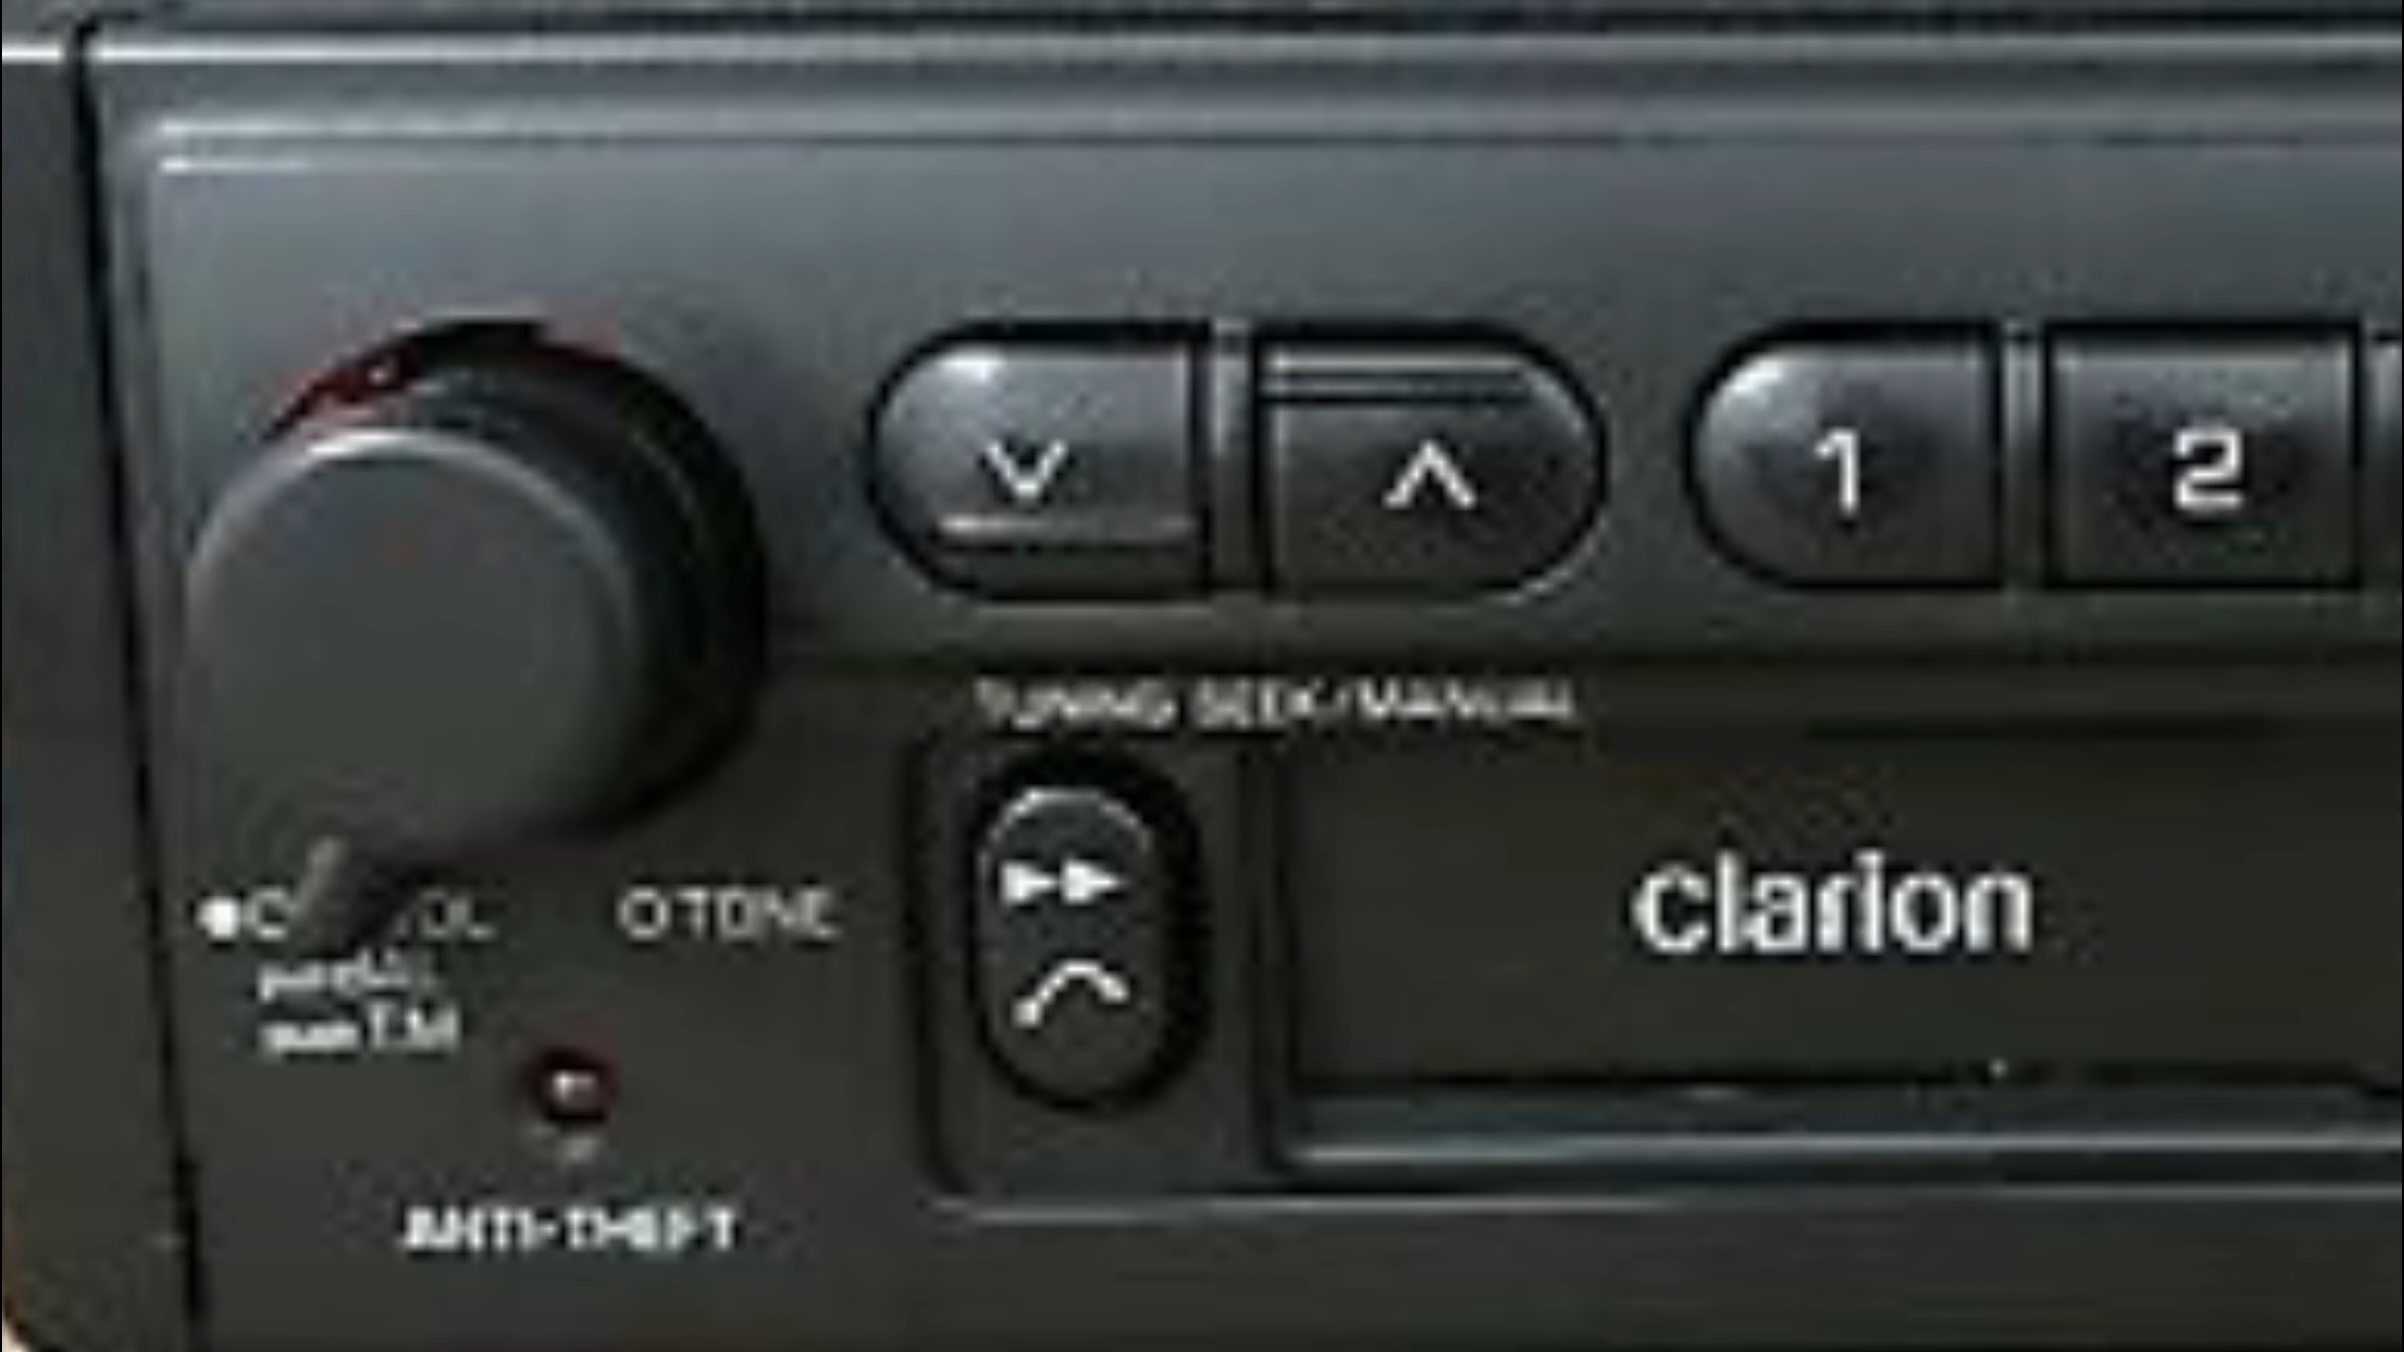 1 2
TUNING SEEK/MANUAL
TONE
clarion
ANTI-THEFT